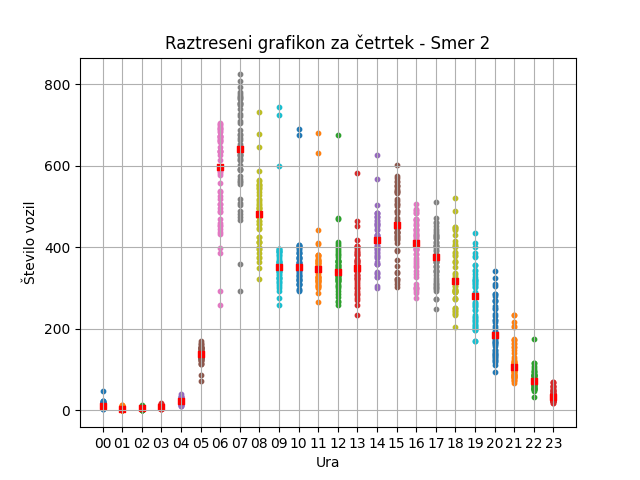 Raztreseni grafikon za četrtek - Smer 2
Število vozil
800
600
400
200
0
00 01 02 03 04 05 06 07 08 09 10 11 12 13 14 15 16 17 18 19 20 21 22 23
Ura